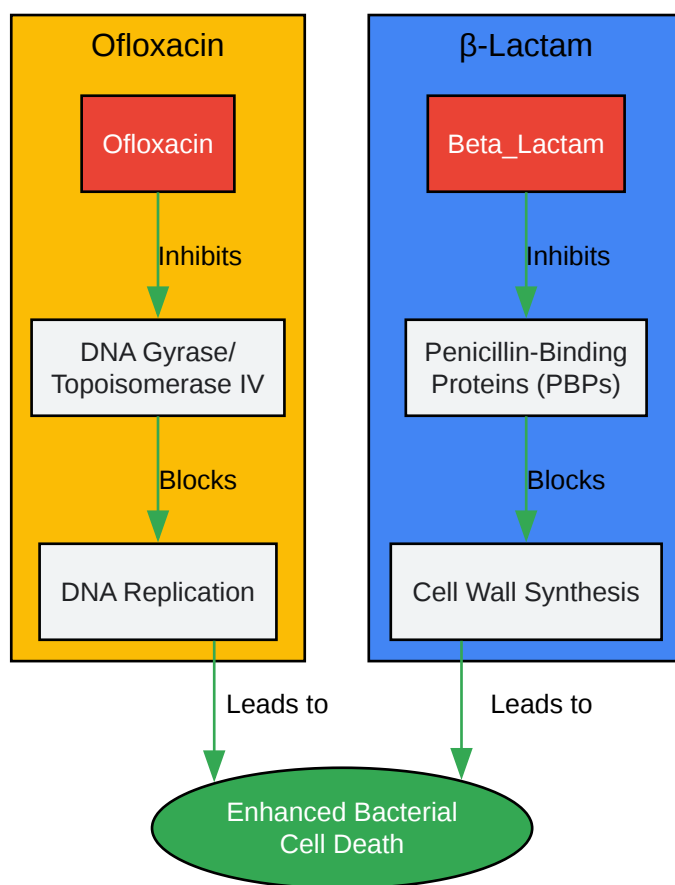 Ofloxacin
Ofloxacin
Inhibits
DNA Gyrase/
Topoisomerase IV
Blocks
DNA Replication
Leads to
β-Lactam
Beta_Lactam
Inhibits
Penicillin-Binding
Proteins (PBPs)
Blocks
Cell Wall Synthesis
Leads to
Enhanced Bacterial
Cell Death